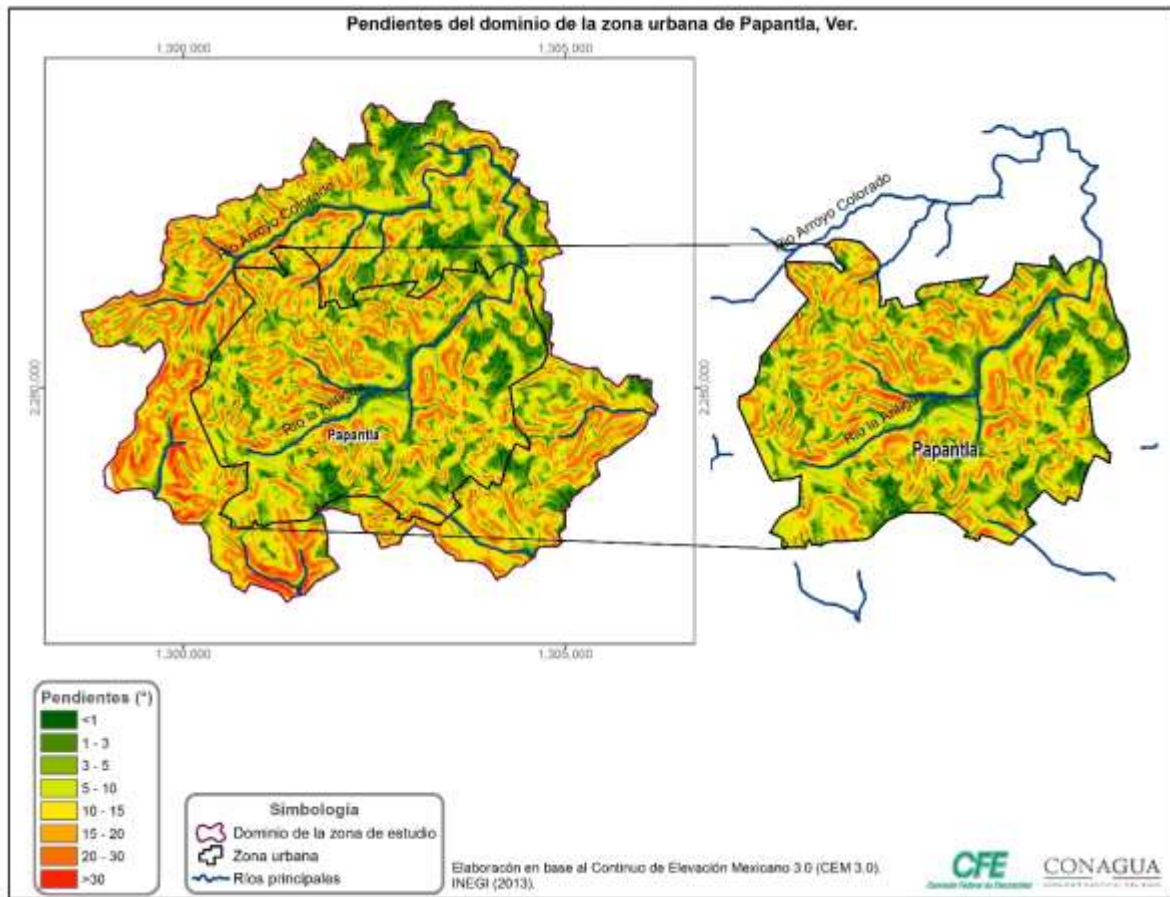 Pendientes del dominio de la zona urbana de Papantla, Ver.
1,300,000
1,305,000
Río Arroyo Colorado
Río Arroyo Colorado
2,280,000
2,280,000
Río la
Río la
Papantla
Papantla
1,300,000
1,305,000
Pendientes (°)
<1
1 - 3
3 - 5
5 - 10
10 - 15
15 - 20
20 - 30
>30
Simbología
Dominio de la zona de estudio
Zona urbana
Ríos principales
Elaboracón en base al Continuo de Elevación Mexicano 3.0 (CEM 3.0).
INEGI (2013).
CFE
Comisión Federal de Electricidad
CONAGUA